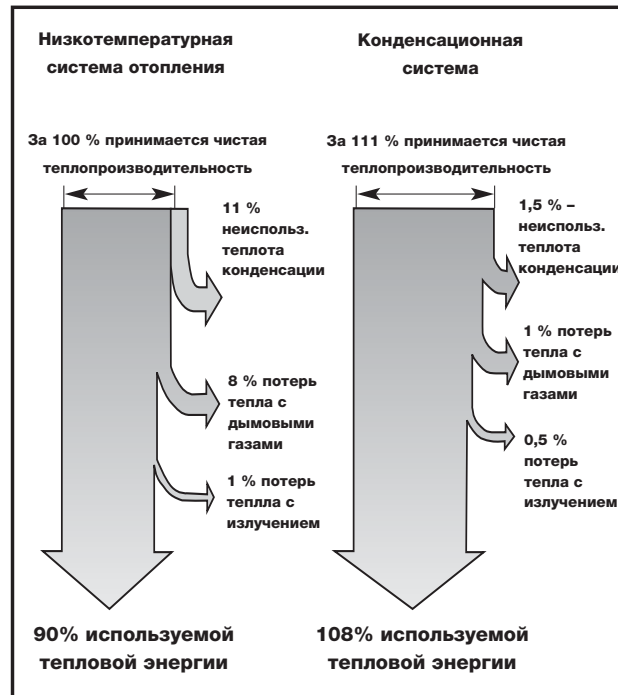 Низкотемпературная
система отопления
За 100 % принимается чистая
теплопроизводительность
11 %
неиспольз.
теплота
конденсации
8 % потерь
тепла с
дымовыми
газами
1 % потерь
теплла с
излучением
90% используемой
тепловой энергии
Конденсационная
система
За 111 % принимается чистая
теплопроизводительность
1,5 % –
неиспольз.
теплота
конденсации
1 % потерь
тепла с
дымовыми
газами
0,5 %
потерь
тепла с
излучением
108% используемой
тепловой энергии